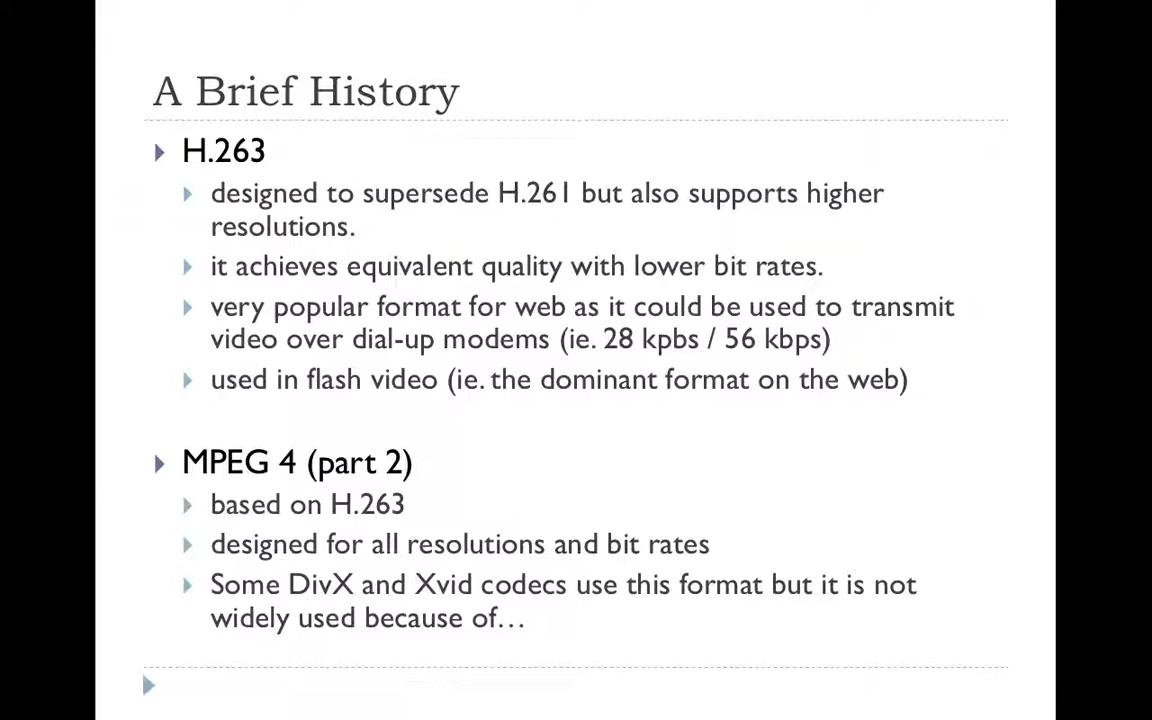 A Brief History
H.263
designed to supersede H.261 but also supports higher
resolutions.
it achieves equivalent quality with lower bit rates.
very popular format for web as it could be used to transmit
video over dial-up modems (ie. 28 kpbs / 56 kbps)
used in flash video (ie. the dominant format on the web)
MPEG 4 (part 2)
based on H.263
designed for all resolutions and bit rates
Some DivX and Xvid codecs use this format but it is not
widely used because of…